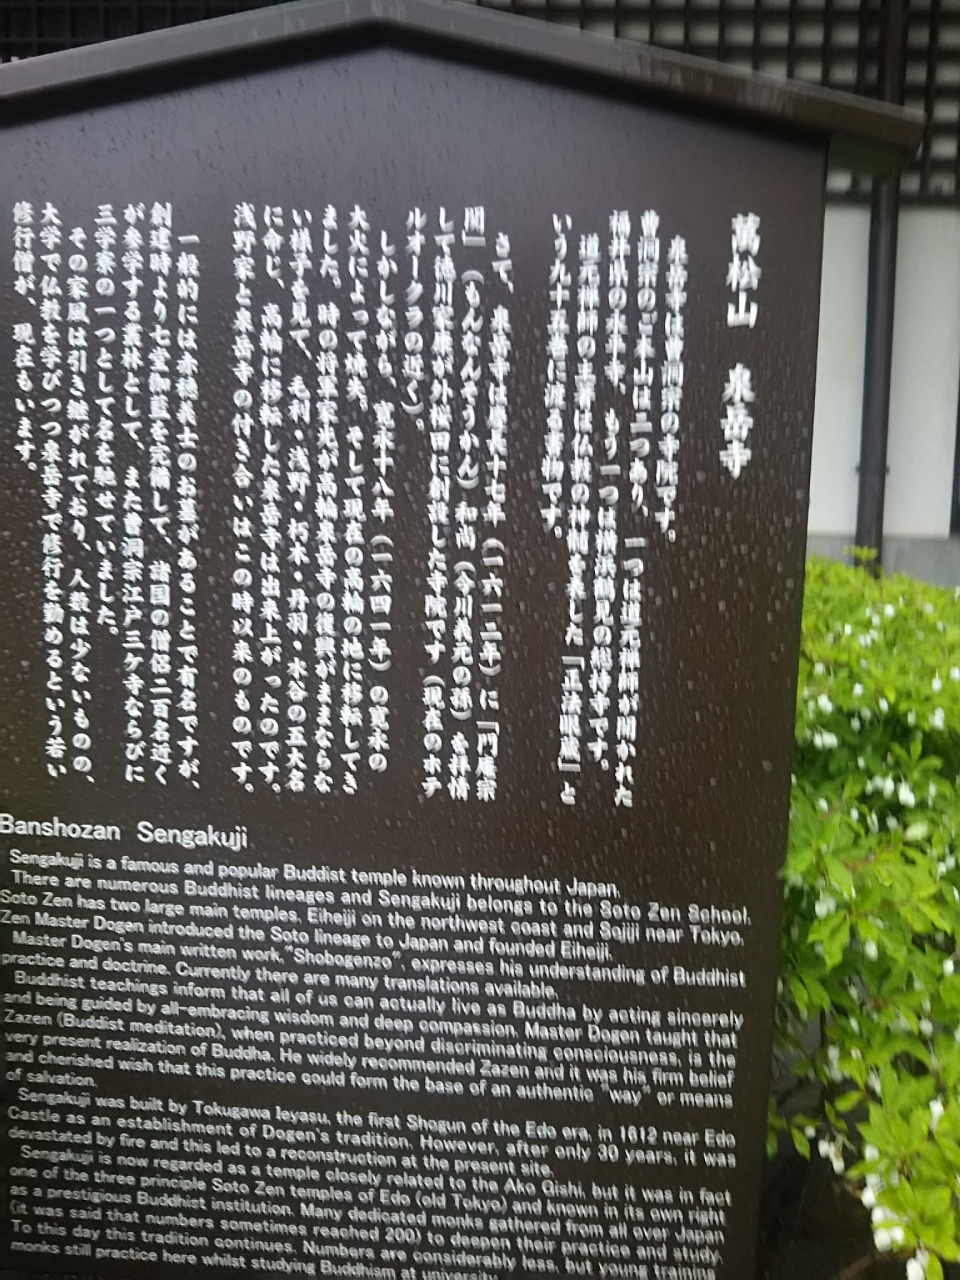 萬松山 泉岳寺
泉岳寺は曹洞宗の寺院です。
曹洞宗のご本山は二つあり、一つは道元禅師が開かれた
福井県の永平寺、もう一つは横浜鶴見の総持寺です。
道元禅師の主著は仏教の神髄を表した「正法眼蔵」と
いう九十五巻に渡る書物です。
さて、泉岳寺は慶長十七年（一六一二年）に「門庵宗
関」（もんなんそうかん）和尚（今川義元の孫）を拝請
して徳川家康が外桜田に創設した寺院です（現在のホテ
ルオークラの近く）。
しかしながら、寛永十八年（一六四一年）の寛永の
大火によって焼失。そして現在の高輪の地に移転してき
ました。時の将軍家光が高輪泉岳寺の復興がままならな
い様子を見て、毛利・浅野・朽木・丹羽・水谷の五大名
に命じ、高輪に移転した泉岳寺は出来上がったのです。
浅野家と泉岳寺の付き合いはこの時以来のものです。
一般的には赤穂義士のお墓があることで有名ですが、
創建時より七堂伽藍を完備して、諸国の僧侶二百名近く
が参学する叢林として、また曹洞宗江戸三ケ寺ならびに
三学寮の一つとして名を馳せていました。
その家風は引き継がれており、人数は少ないものの、
大学で仏教を学びつつ泉岳寺で修行を勤めるという若い
修行僧が、現在もいます。
Banshozan Sengakuji
Sengakuji is a famous and popular Buddist temple known throughout Japan.
There are numerous Buddhist lineages and Sengakuji belongs to the Soto Zen School.
Soto Zen has two large main temples, Eiheiji on the northwest coast and Sojiji near Tokyo.
Zen Master Dogen introduced the Soto lineage to Japan and founded Eiheiji.
Master Dogen's main written work,"Shobogenzo", expresses his understanding of Buddhist
practice and doctrine. Currently there are many translations available.
Buddhist teachings inform that all of us can actually live as Buddha by acting sincerely
and being guided by all-embracing wisdom and deep compassion. Master Dogen taught that
Zazen (Buddist meditation), when practiced beyond discriminating consciousness, is the
very present realization of Buddha. He widely recommended Zazen and it was his firm belief
and cherished wish that this practice could form the base of an authentic "way" or means
of salvation.
Sengakuji was built by Tokugawa Ieyasu, the first Shogun of the Edo era, in 1612 near Edo
Castle as an establishment of Dogen's tradition. However, after only 30 years, it was
devastated by fire and this led to a reconstruction at the present site.
Sengakuji is now regarded as a temple closely related to the Ako Gishi, but it was in fact
one of the three principle Soto Zen temples of Edo (old Tokyo) and known in its own right
as a prestigious Buddhist institution. Many dedicated monks gathered from all over Japan
(it was said that numbers sometimes reached 200) to deepen their practice and study.
To this day this tradition continues. Numbers are considerably less, but young training
monks still practice here whilst studying Buddhism at university.